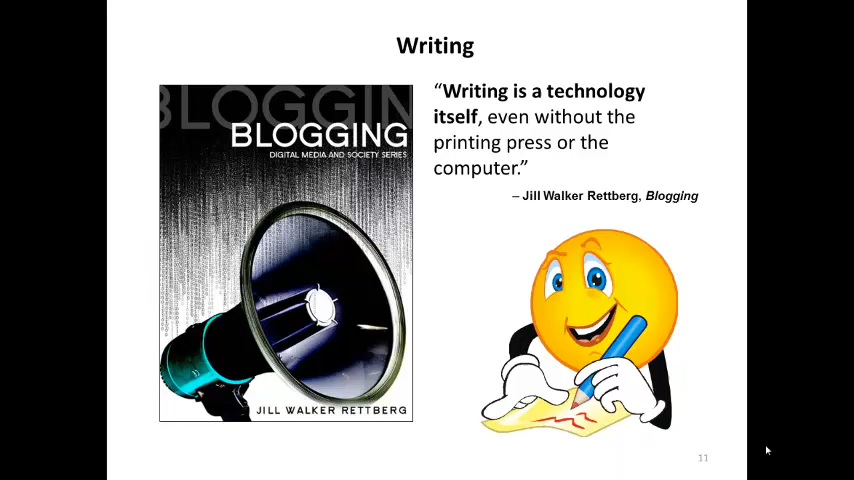 Writing
BLOGGIN
BLOGGING
DIGITAL MEDIA AND SOCIETY SERIES
JILL WALKER RETTBERG
“Writing is a technology
itself, even without the
printing press or the
computer.”
– Jill Walker Rettberg, Blogging
11